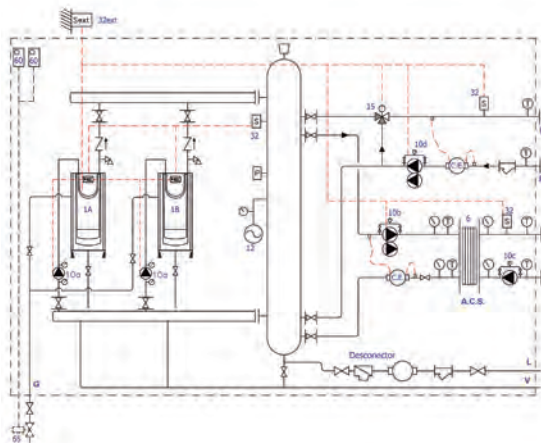 Sext 32ext
60 60
15
32
S
T
32
S
10d
C.E.
T
S
1A
1B
10b
32
S
6
T
T
T
12
10a
10a
C.E.
T
T
10c
T
A.C.S.
Desconector
L
G
V
55